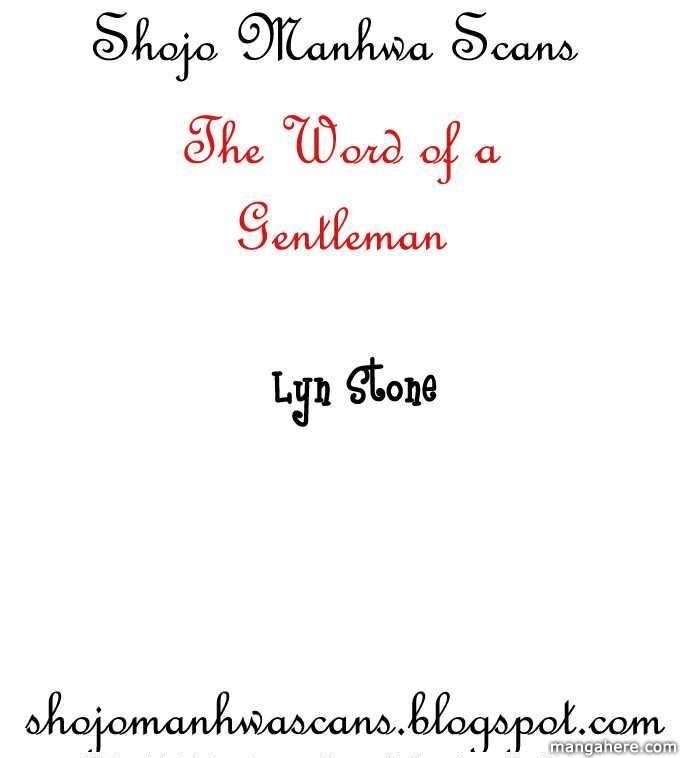 Shojo Manhwa Scans
The Word of a
Gentleman
Lyn Stone
shojomanhwascans.blogspot.com
mangahere.com